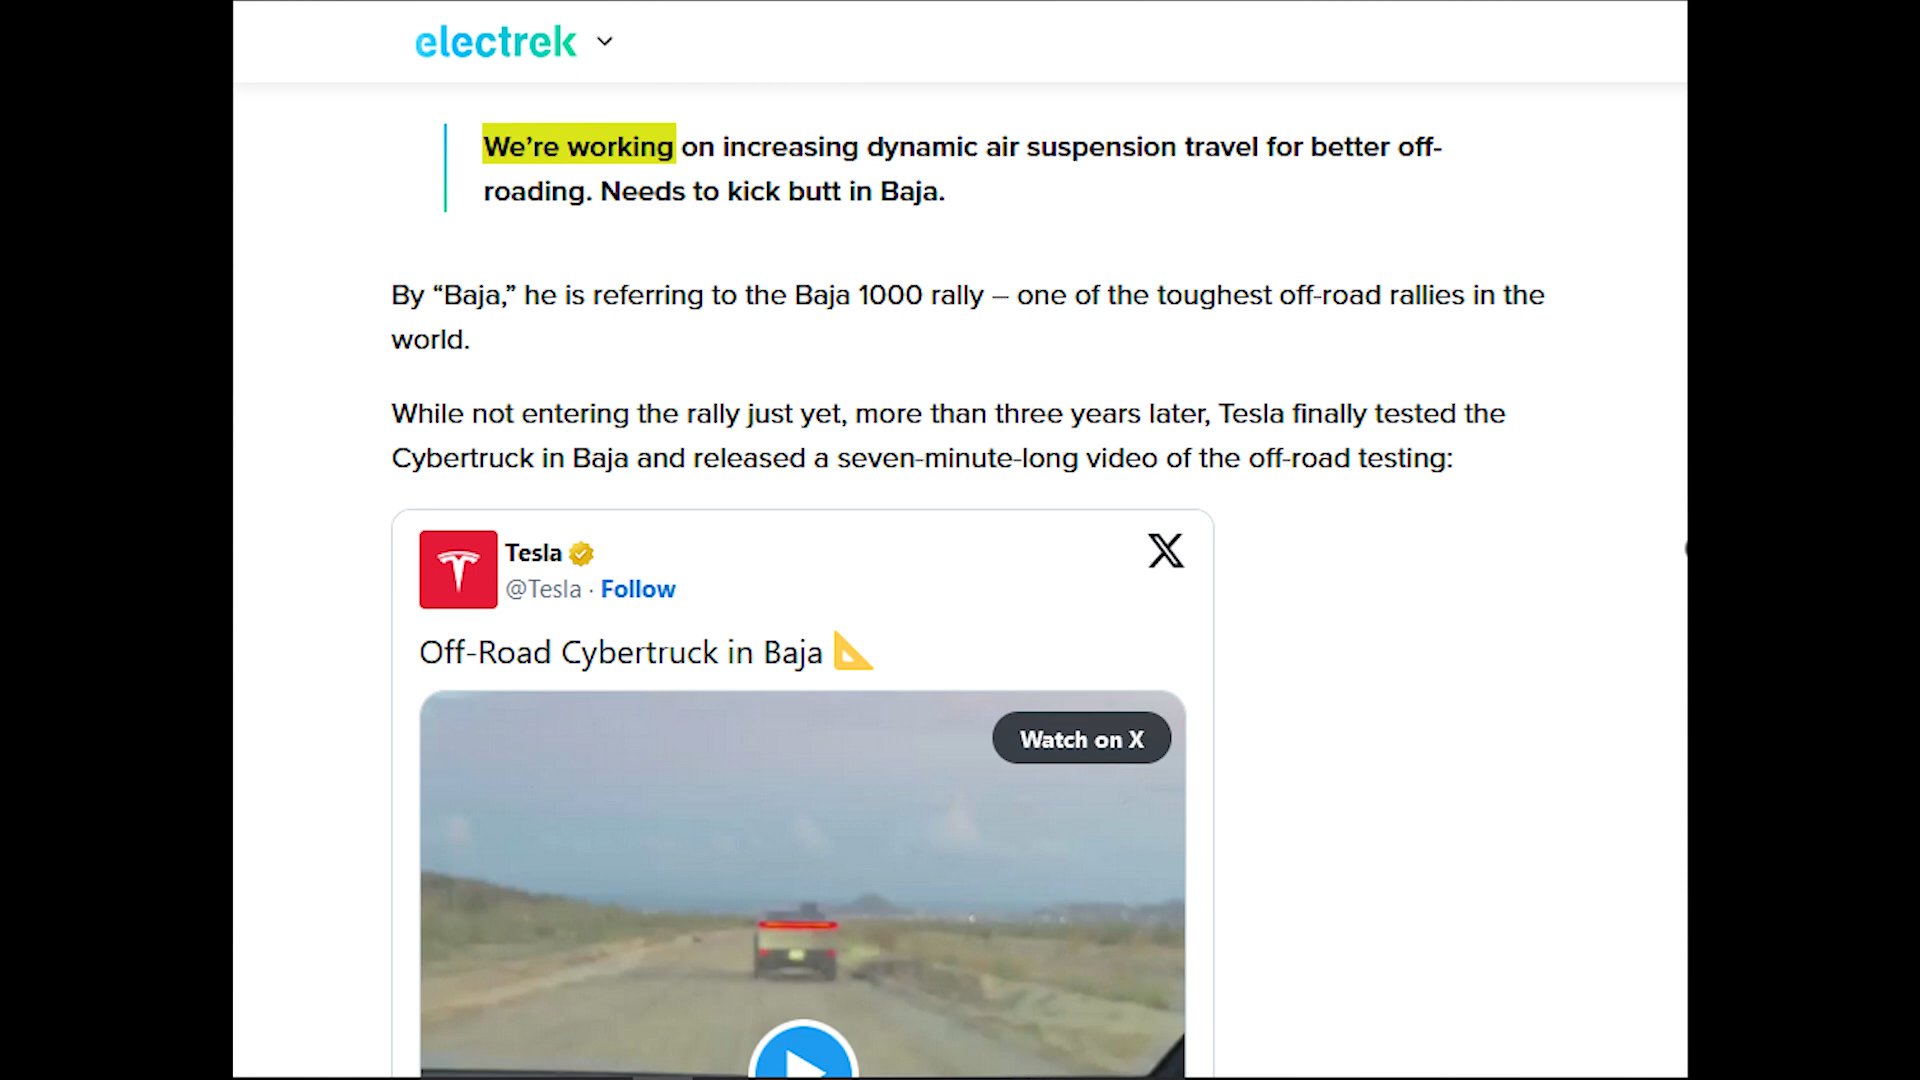 electrek
We’re working on increasing dynamic air suspension travel for better off-
roading. Needs to kick butt in Baja.
By “Baja,” he is referring to the Baja 1000 rally – one of the toughest off-road rallies in the
world.
While not entering the rally just yet, more than three years later, Tesla finally tested the
Cybertruck in Baja and released a seven-minute-long video of the off-road testing:
Tesla
@Tesla · Follow
Off-Road Cybertruck in Baja 📐
Watch on X